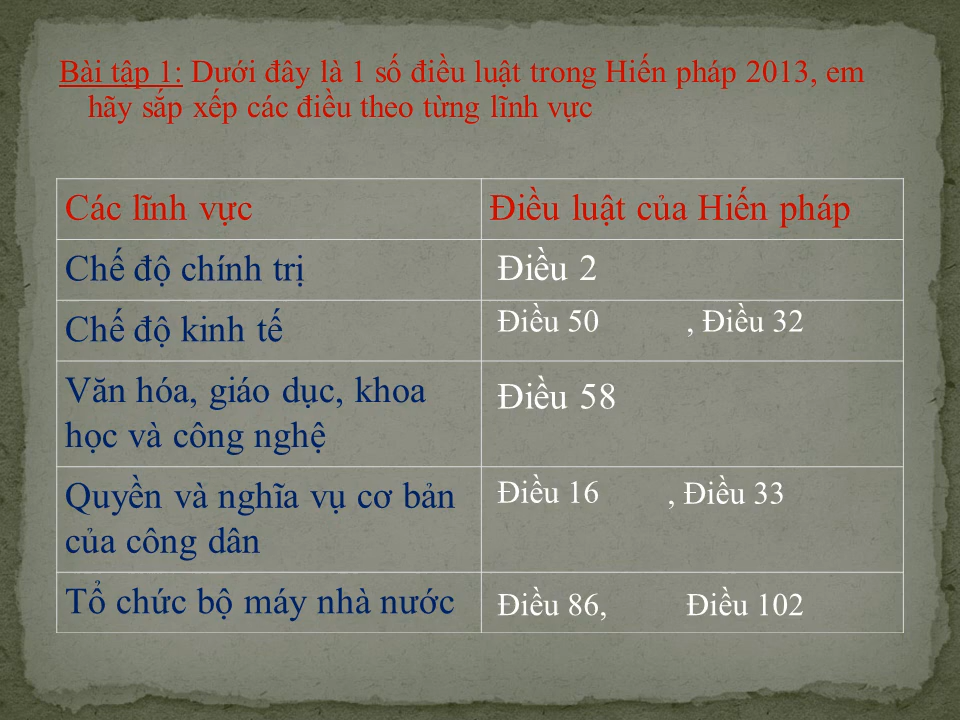 Bài tập 1: Dưới đây là 1 số điều luật trong Hiến pháp 2013, em
hãy sắp xếp các điều theo từng lĩnh vực
Các lĩnh vực Điều luật của Hiến pháp
Chế độ chính trị Điều 2
Chế độ kinh tế Điều 50 , Điều 32
Văn hóa, giáo dục, khoa
học và công nghệ
Điều 58
Quyền và nghĩa vụ cơ bản
của công dân
Điều 16 , Điều 33
Tổ chức bộ máy nhà nước Điều 86, Điều 102